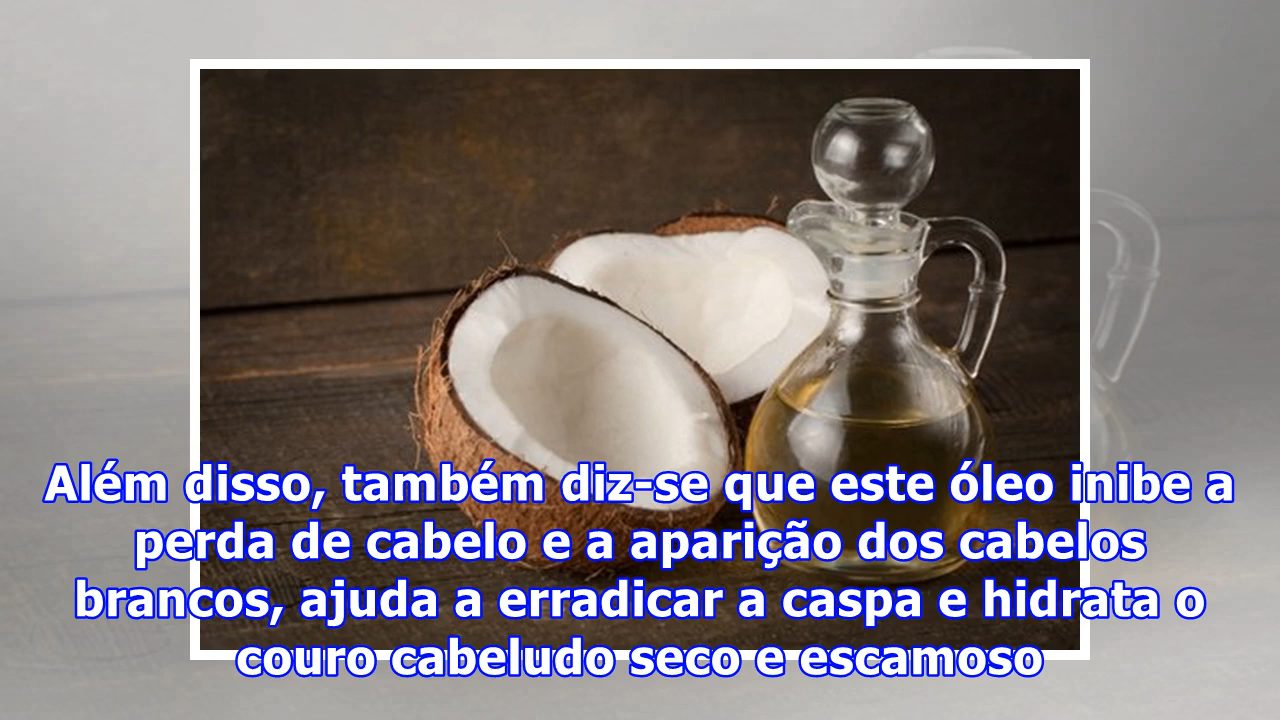 Além disso, também diz-se que este óleo inibe a
perda de cabelo e a aparição dos cabelos
brancos, ajuda a erradicar a caspa e hidrata o
couro cabeludo seco e escamoso